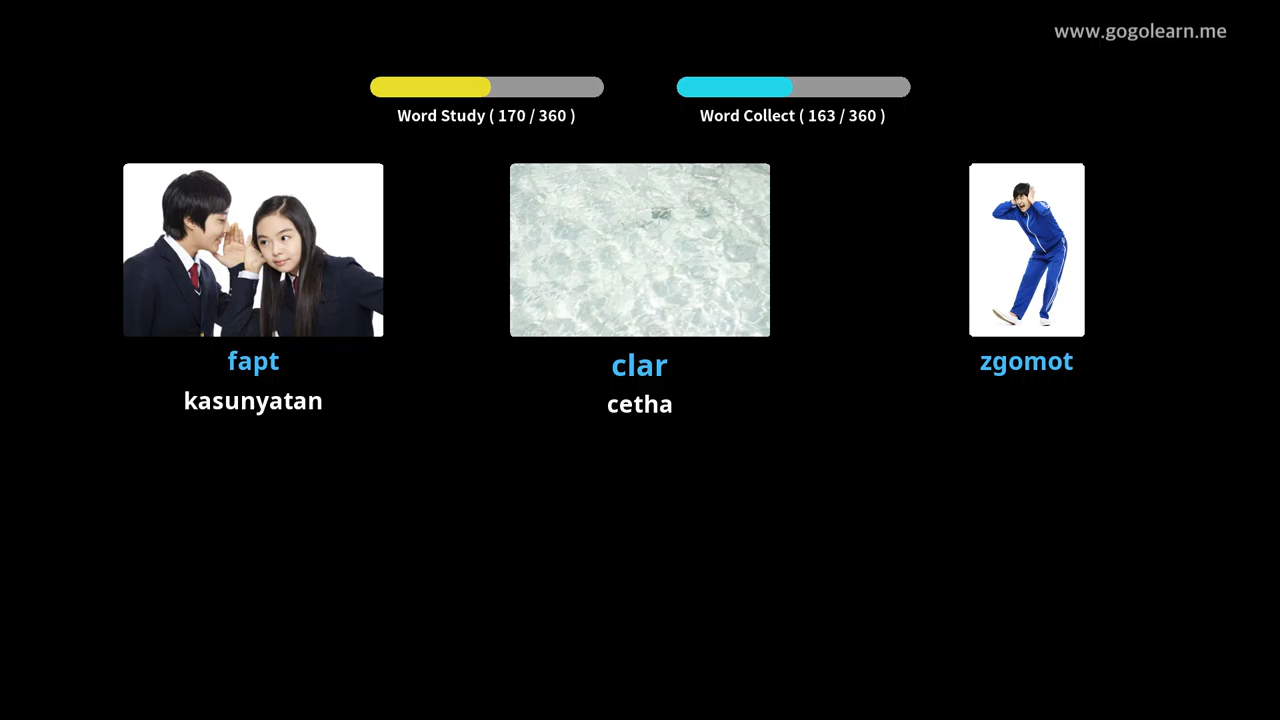 www.gogolearn.me
Word Study ( 170 / 360 )
Word Collect ( 163 / 360 )
fapt
clar
zgomot
kasunyatan
cetha